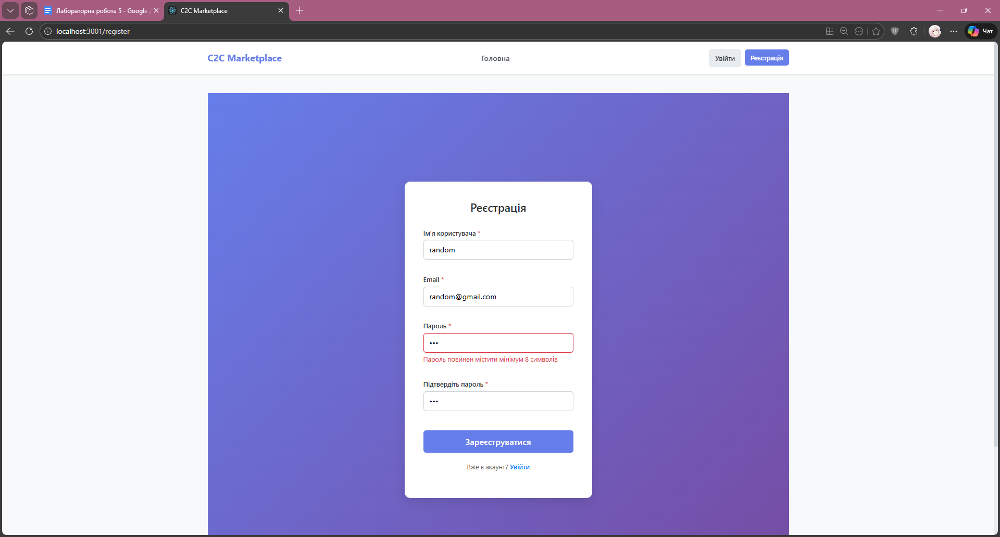 Лабораторна робота 5 - Google
C2C Marketplace
localhost:3001/register
Чат
C2C Marketplace
Головна
Увійти
Реєстрація
Реєстрація
Ім'я користувача *
random
Email *
random@gmail.com
Пароль *
•••
Пароль повинен містити мінімум 8 символів
Підтвердіть пароль *
•••
Зареєструватися
Вже є акаунт? Увійти